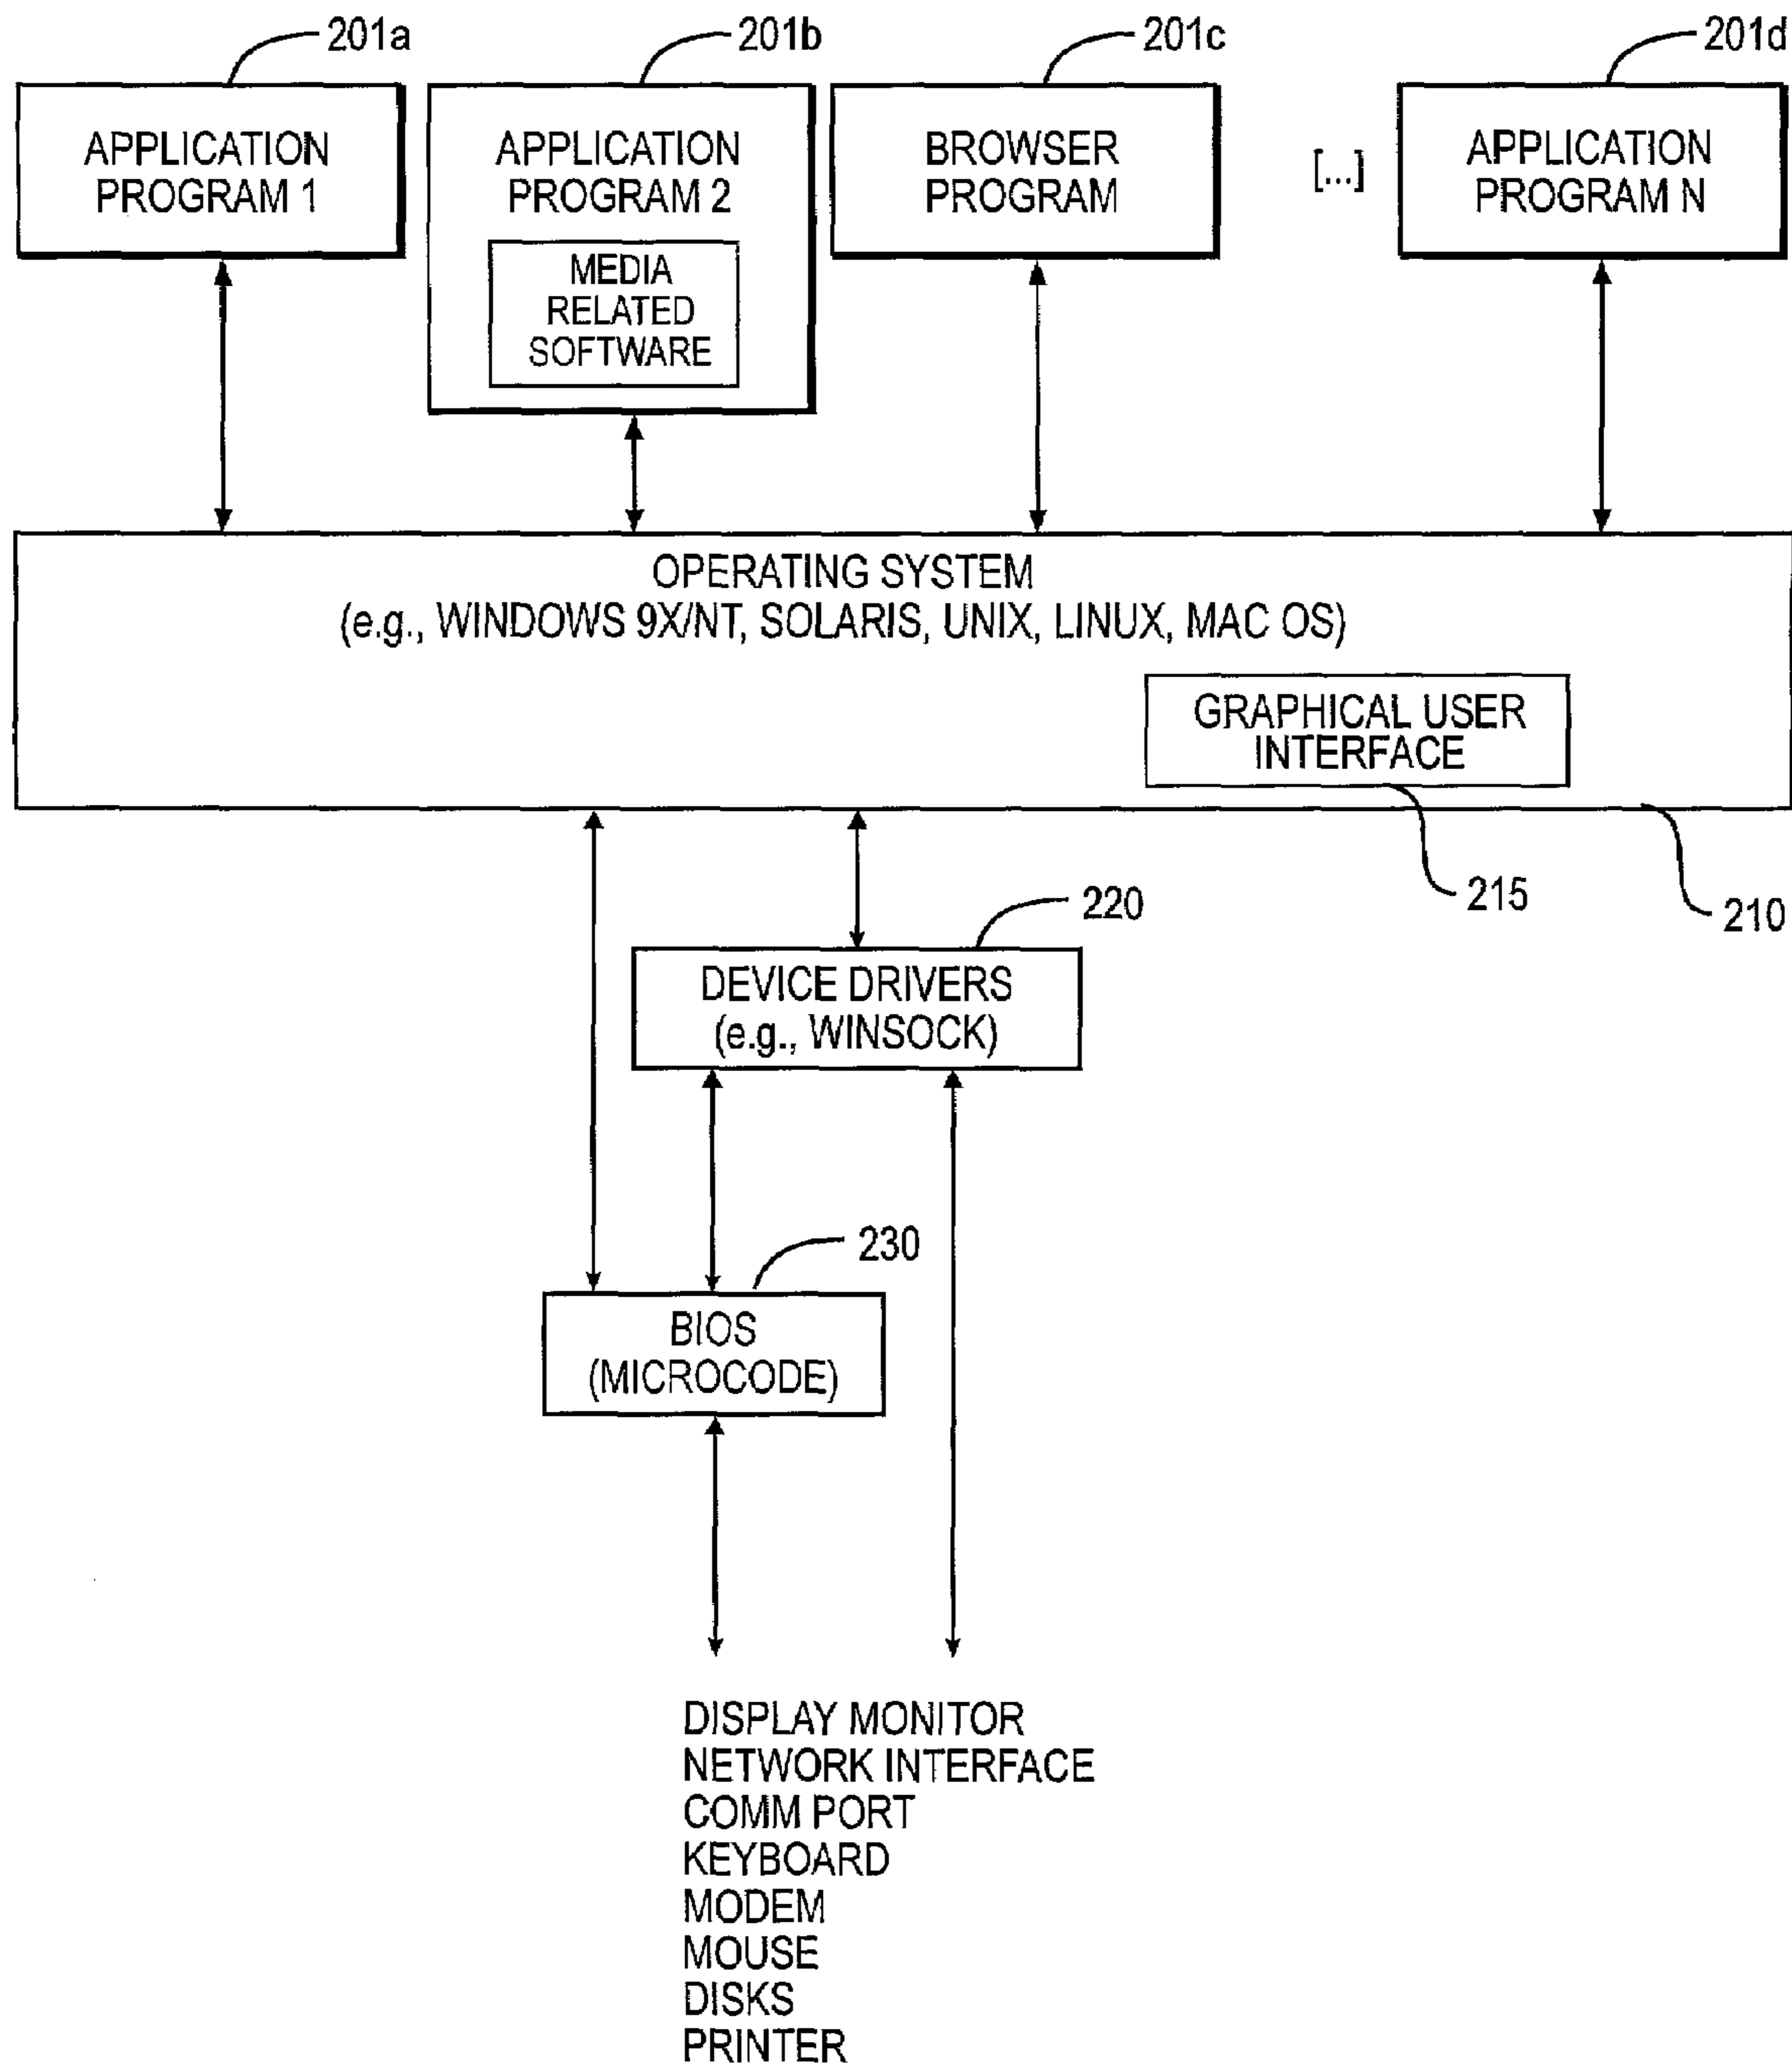 201a
201b
201c
201d
APPLICATION
PROGRAM 1
APPLICATION
PROGRAM 2
MEDIA
RELATED
SOFTWARE
BROWSER
PROGRAM
[...]
APPLICATION
PROGRAM N
OPERATING SYSTEM
(e.g., WINDOWS 9X/NT, SOLARIS, UNIX, LINUX, MAC OS)
GRAPHICAL USER
INTERFACE
215
210
220
DEVICE DRIVERS
(e.g., WINSOCK)
230
BIOS
(MICROCODE)
DISPLAY MONITOR
NETWORK INTERFACE
COMM PORT
KEYBOARD
MODEM
MOUSE
DISKS
PRINTER